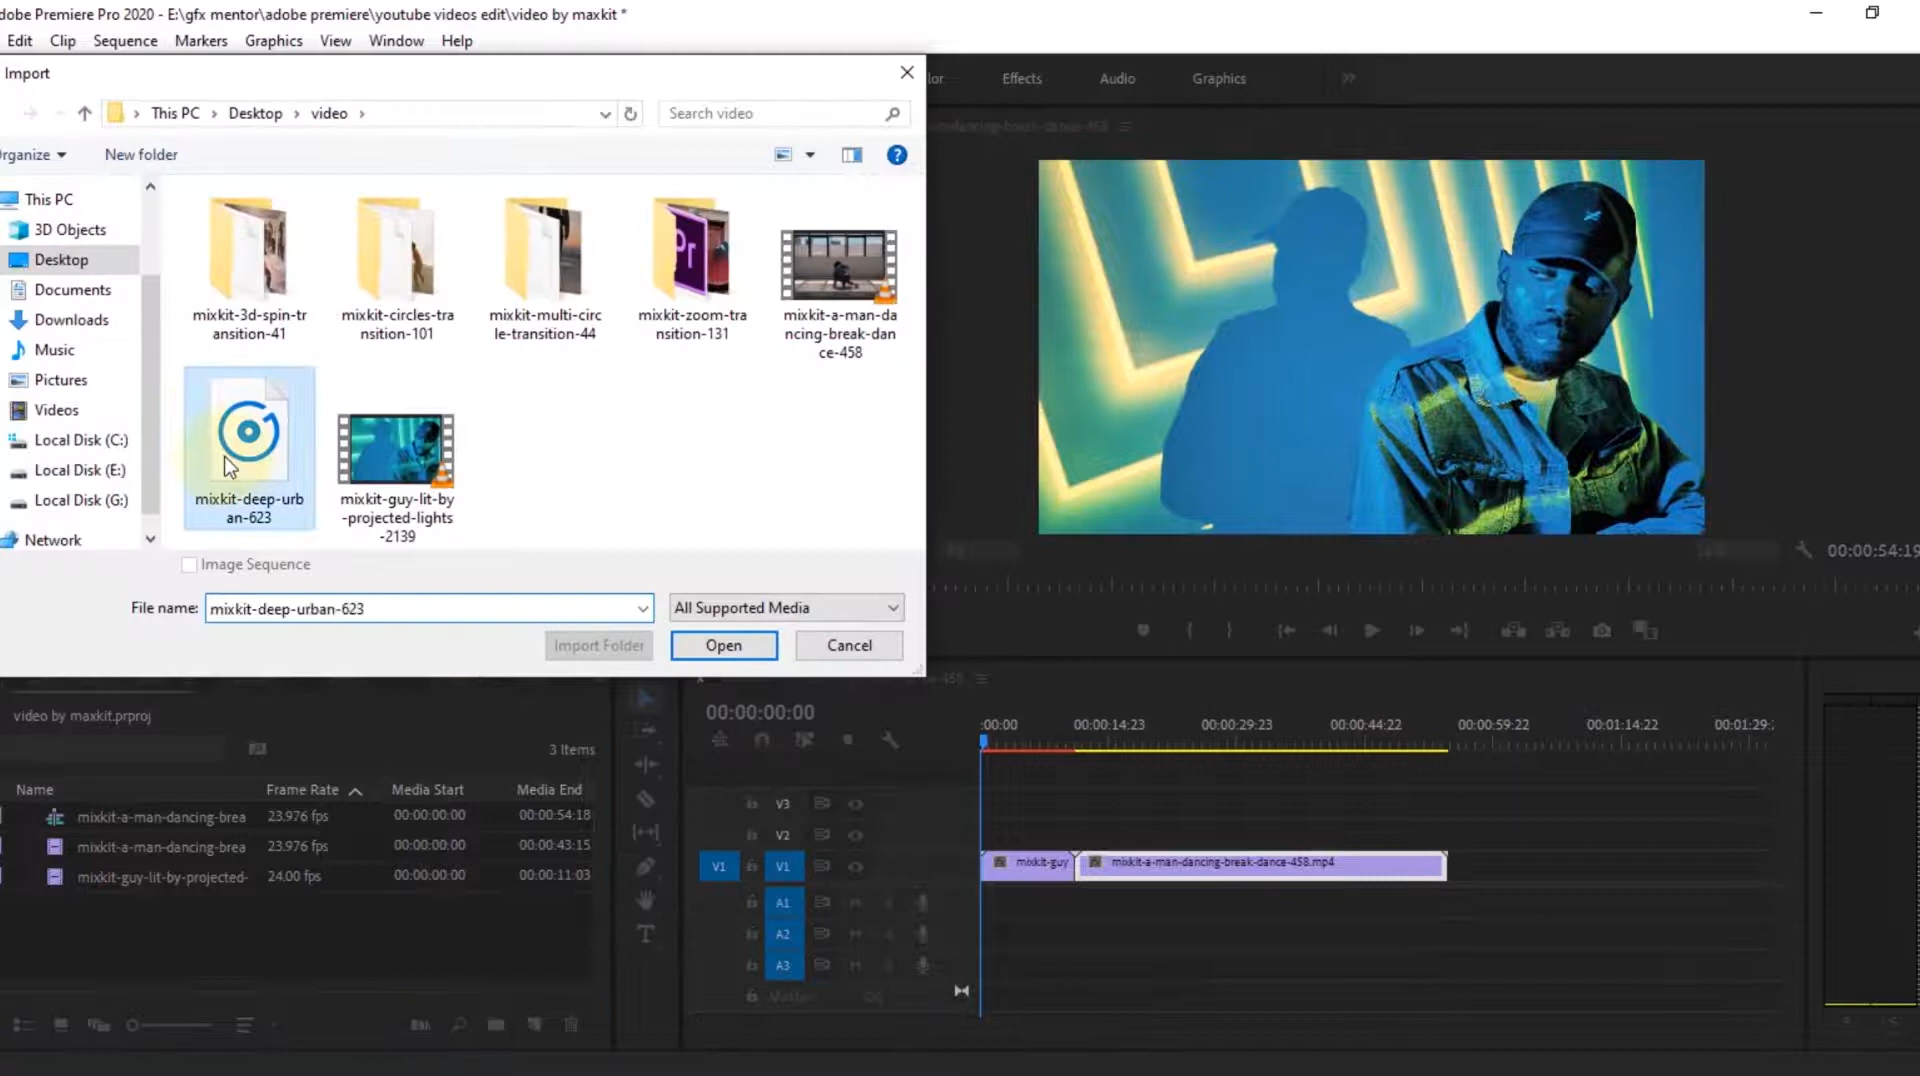 dobe Premiere Pro 2020 - E:\gfx mentor\adobe premiere\youtube videos edit\video by maxkit *
Edit Clip Sequence Markers Graphics View Window Help
Import
lor Effects Audio Graphics
This PC > Desktop > video >
Search video
rganize
New folder
This PC
3D Objects
Desktop
Documents
Downloads
Music
Pictures
Videos
Local Disk (C:)
Local Disk (E:)
Local Disk (G:)
Network
mixkit-3d-spin-tr
ansition-41
mixkit-circles-tra
nsition-101
mixkit-multi-circ
le-transition-44
mixkit-zoom-tra
nsition-131
mixkit-a-man-da
ncing-break-dan
ce-458
mixkit-deep-urb
an-623
mixkit-guy-lit-by
-projected-lights
-2139
Pr
Image Sequence
File name: mixkit-deep-urban-623
All Supported Media
Import Folder
Open
Cancel
00:00:54:19
video by maxkit.prproj
3 Items
Name Frame Rate Media Start Media End
mixkit-a-man-dancing-brea 23.976 fps 00:00:00:00 00:00:54:18
mixkit-a-man-dancing-brea 23.976 fps 00:00:00:00 00:00:43:15
mixkit-guy-lit-by-projected- 24.00 fps 00:00:00:00 00:00:11:03
00:00:00:00
:00:00 00:00:14:23 00:00:29:23 00:00:44:22 00:00:59:22 00:01:14:22 00:01:29:
V3
V2
V1 V1
mixkit-guy
mixkit-a-man-dancing-break-dance-458.mp4
A1 M S
A2 M S
A3 M S